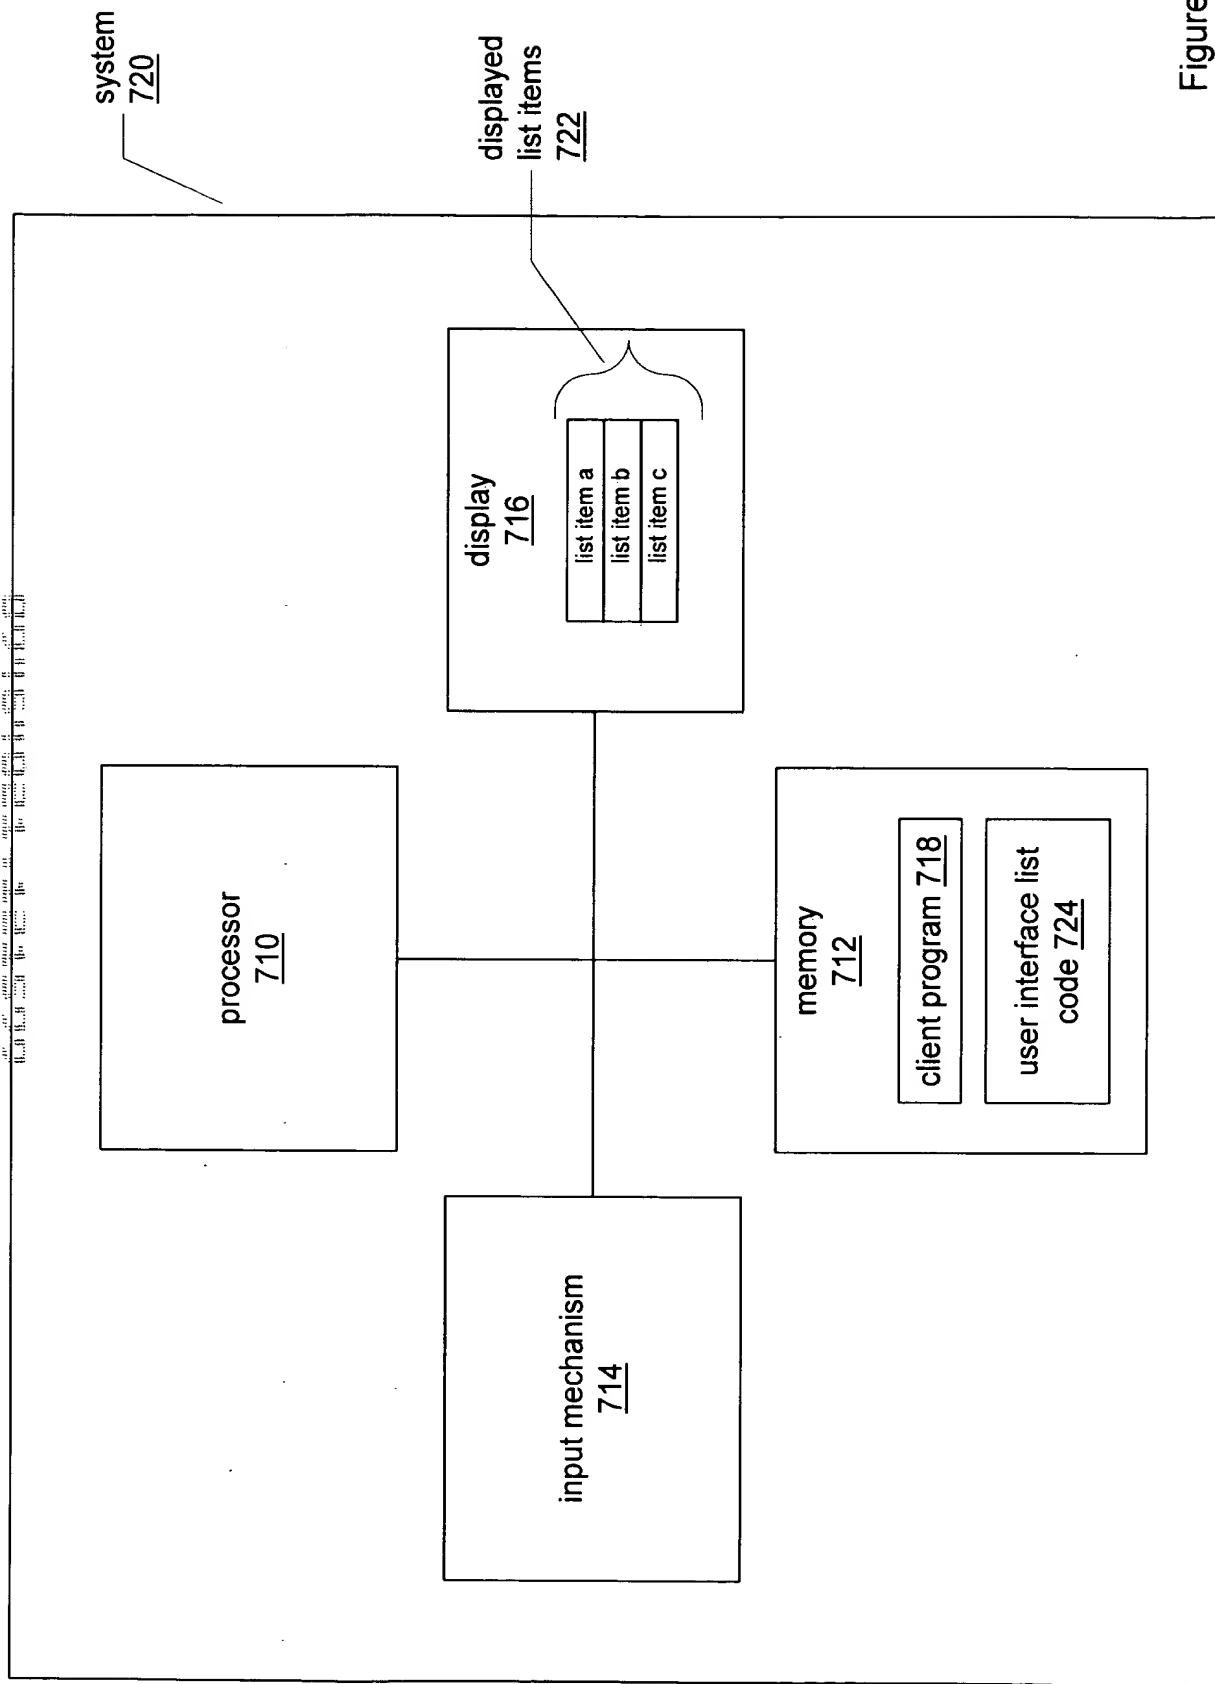 system
720
displayed
list items
722
processor
710
display
716
list item a
list item b
list item c
input mechanism
714
memory
712
client program 718
user interface list
code 724
Figure